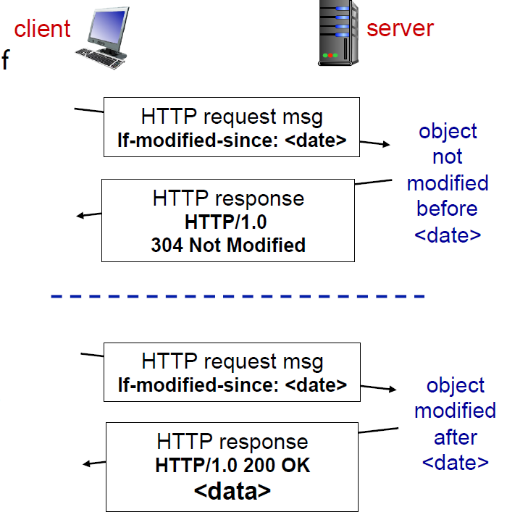 client
server
f
HTTP request msg
If-modified-since: <date>
object
not
modified
before
<date>
HTTP response
HTTP/1.0
304 Not Modified
HTTP request msg
If-modified-since: <date>
object
modified
after
<date>
HTTP response
HTTP/1.0 200 OK
<data>